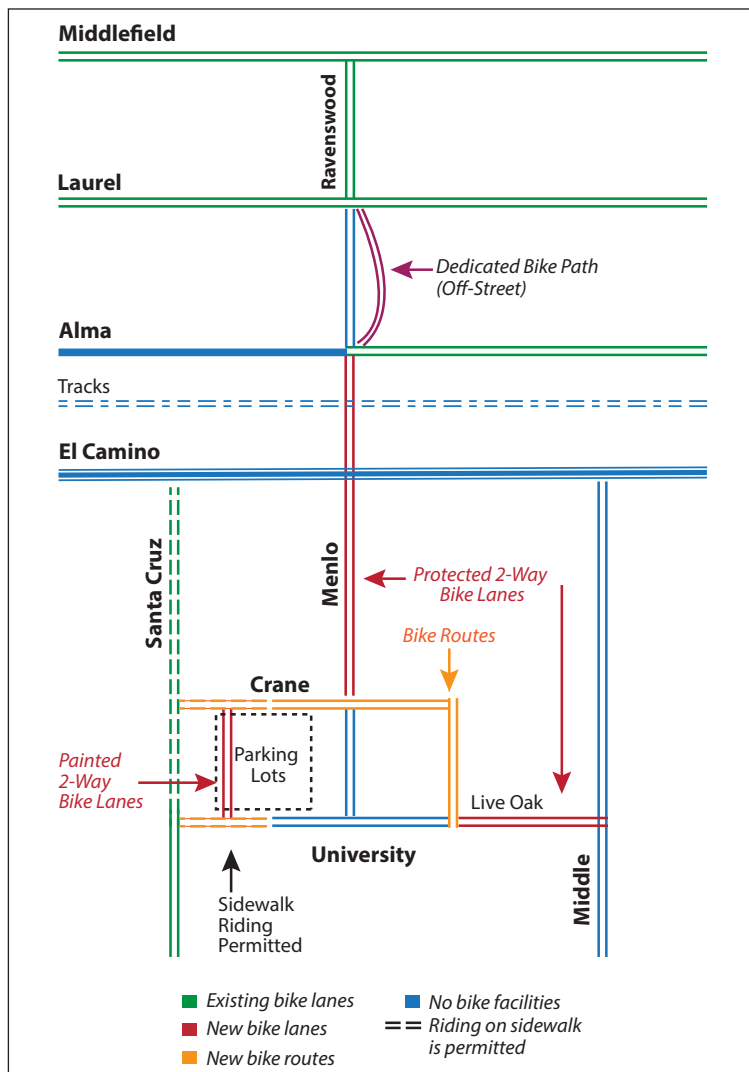 Middlefield
Ravenswood
Laurel
Dedicated Bike Path
(Off-Street)
Alma
Tracks
El Camino
Santa Cruz
Menlo
Protected 2-Way
Bike Lanes
Bike Routes
Crane
Painted
2-Way
Bike Lanes
Parking
Lots
Live Oak
University
Middle
Sidewalk
Riding
Permitted
Existing bike lanes
New bike lanes
New bike routes
No bike facilities
Riding on sidewalk
is permitted